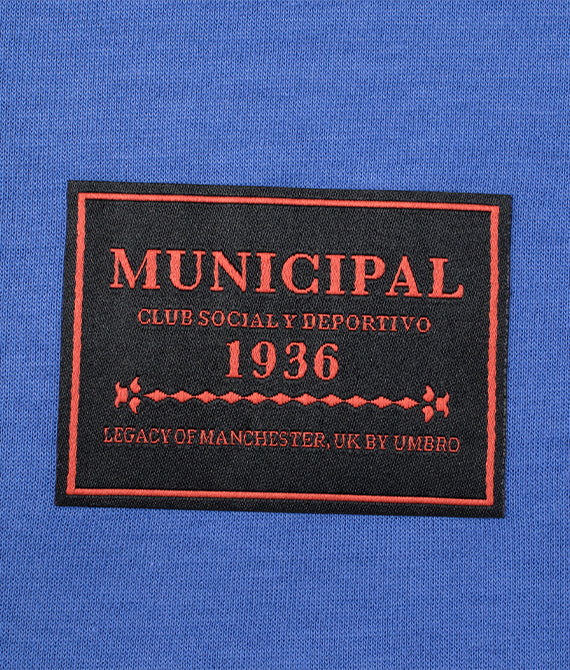 MUNICIPAL
CLUB SOCIAL Y DEPORTIVO
1936
LEGACY OF MANCHESTER, UK BY UMBRO